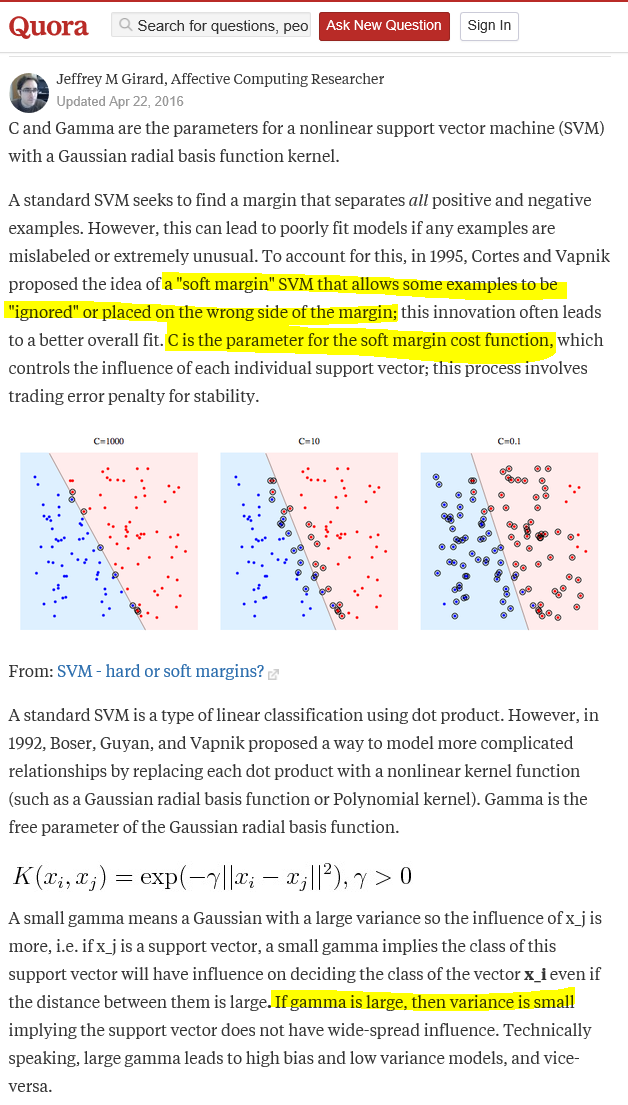 Quora
Search for questions, peo
Ask New Question
Sign In
Jeffrey M Girard, Affective Computing Researcher
Updated Apr 22, 2016
C and Gamma are the parameters for a nonlinear support vector machine (SVM)
with a Gaussian radial basis function kernel.
A standard SVM seeks to find a margin that separates all positive and negative
examples. However, this can lead to poorly fit models if any examples are
mislabeled or extremely unusual. To account for this, in 1995, Cortes and Vapnik
proposed the idea of a "soft margin" SVM that allows some examples to be
"ignored" or placed on the wrong side of the margin; this innovation often leads
to a better overall fit. C is the parameter for the soft margin cost function, which
controls the influence of each individual support vector; this process involves
trading error penalty for stability.
C=1000
C=10
C=0.1
From: SVM - hard or soft margins?
A standard SVM is a type of linear classification using dot product. However, in
1992, Boser, Guyan, and Vapnik proposed a way to model more complicated
relationships by replacing each dot product with a nonlinear kernel function
(such as a Gaussian radial basis function or Polynomial kernel). Gamma is the
free parameter of the Gaussian radial basis function.
K(x_i, x_j) = exp(−γ||x_i − x_j||²), γ > 0
A small gamma means a Gaussian with a large variance so the influence of x_j is
more, i.e. if x_j is a support vector, a small gamma implies the class of this
support vector will have influence on deciding the class of the vector x_i even if
the distance between them is large. If gamma is large, then variance is small
implying the support vector does not have wide-spread influence. Technically
speaking, large gamma leads to high bias and low variance models, and vice-
versa.